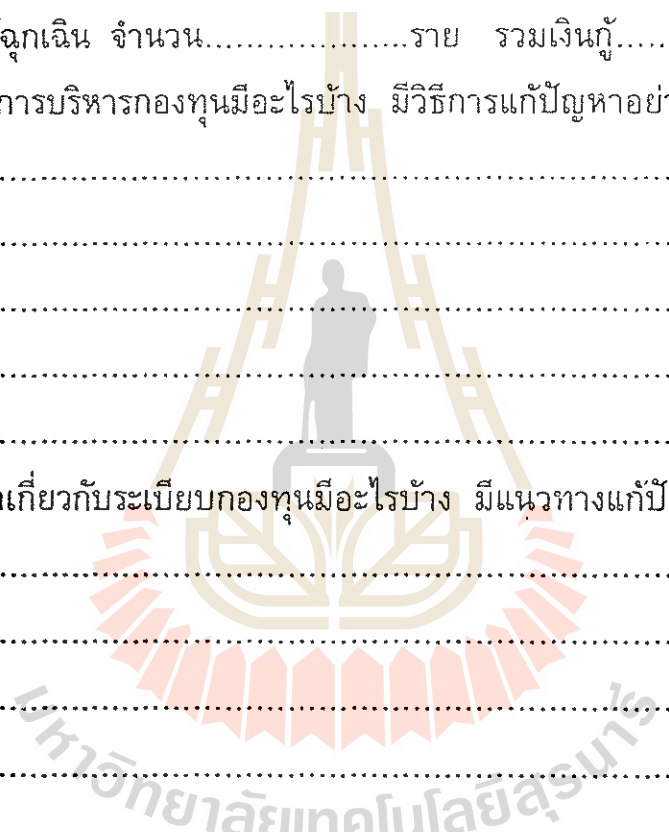 ฉุกเฉิน จำนวน.....................ราย รวมเงินกู้......
การบริหารกองทุนมีอะไรบ้าง มีวิธีการแก้ปัญหาอย่า
เกี่ยวกับระเบียบกองทุนมีอะไรบ้าง มีแนวทางแก้ปั
มหาวิทยาลัยเทคโนโลยีสุรนารี